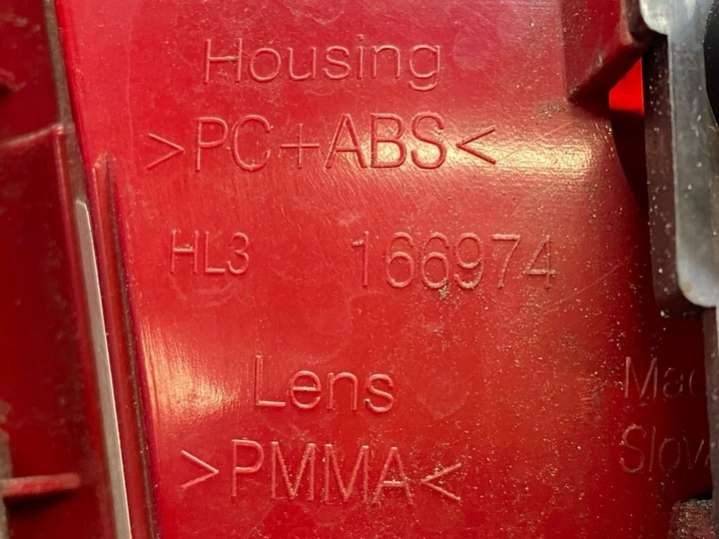 Housing
>PC+ABS<
HL3 166974
Lens
>PMMA<